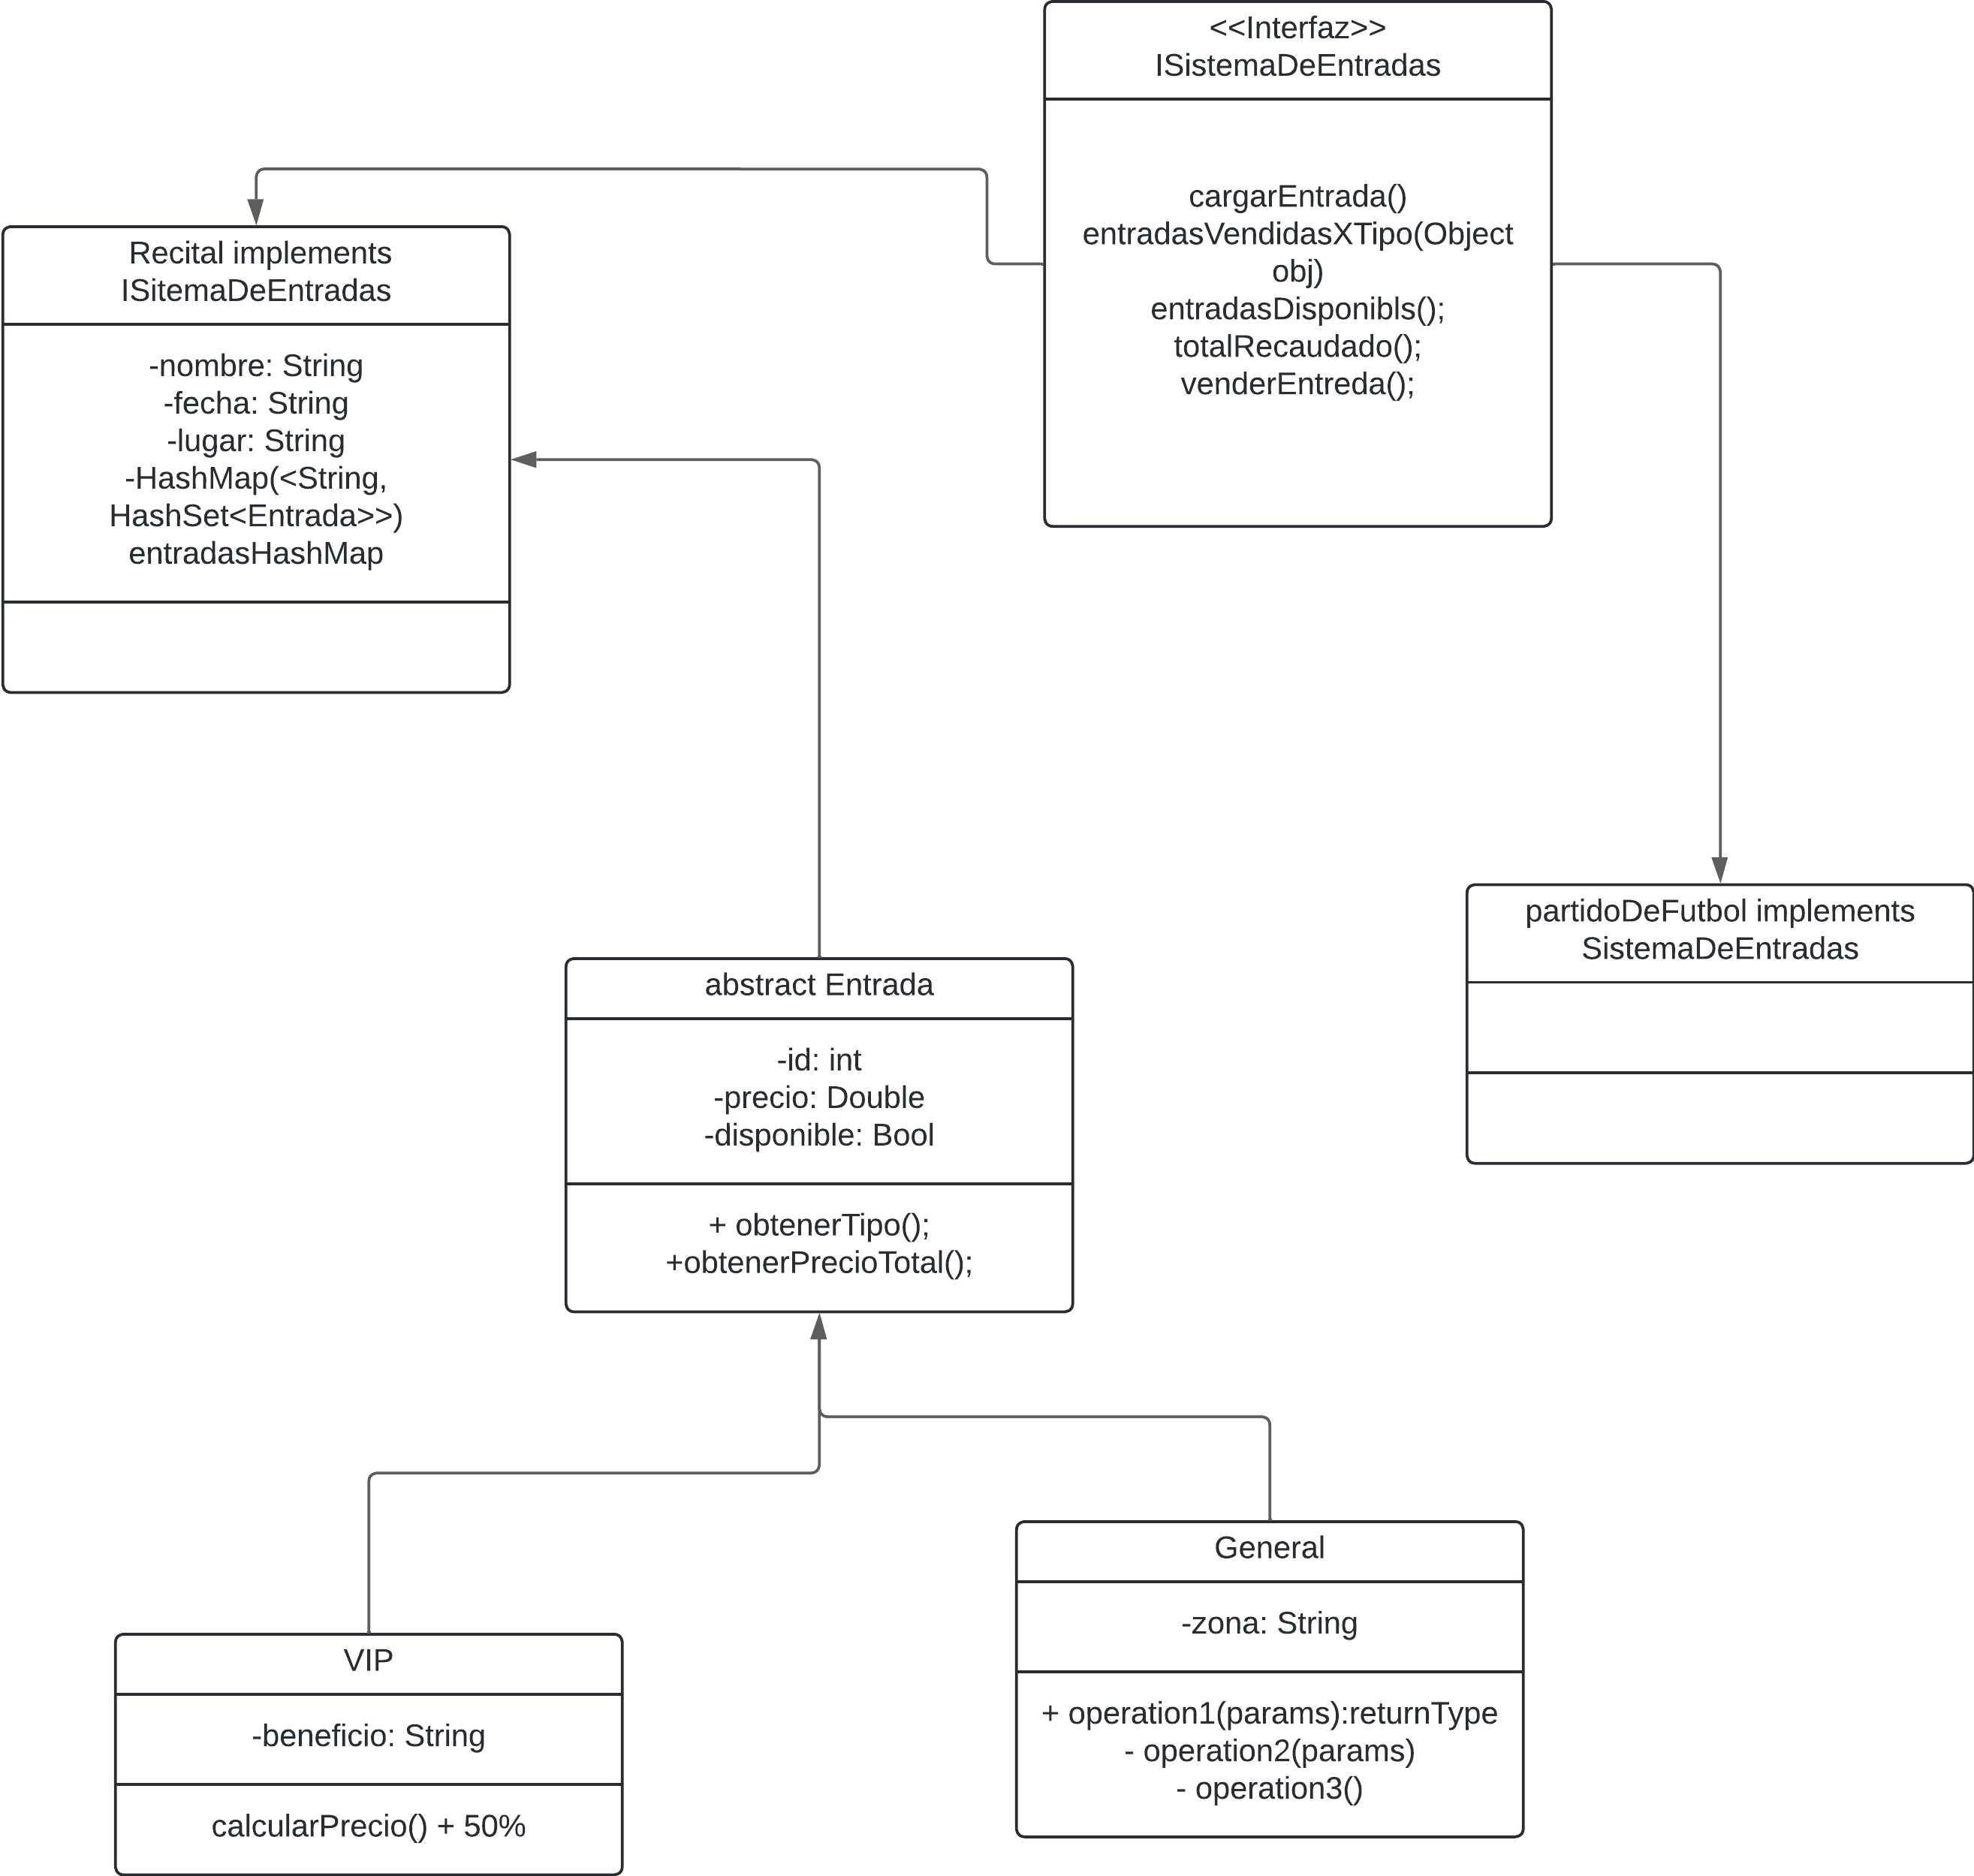 <<Interfaz>>
ISistemaDeEntradas
cargarEntrada()
entradasVendidasXTipo(Object
obj)
entradasDisponibls();
totalRecaudado();
venderEntreda();
Recital implements
ISitemaDeEntradas
-nombre: String
-fecha: String
-lugar: String
-HashMap(<String,
HashSet<Entrada>>)
entradasHashMap
partidoDeFutbol implements
SistemaDeEntradas
abstract Entrada
-id: int
-precio: Double
-disponible: Bool
+ obtenerTipo();
+obtenerPrecioTotal();
General
-zona: String
+ operation1(params):returnType
- operation2(params)
- operation3()
VIP
-beneficio: String
calcularPrecio() + 50%